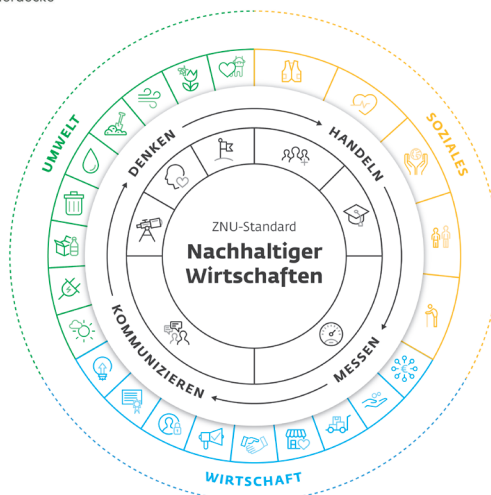 ZNU-Standard
Nachhaltiger
Wirtschaften
DENKEN
HANDELN
MESSEN
KOMMUNIZIEREN
UMWELT
SOZIALES
WIRTSCHAFT